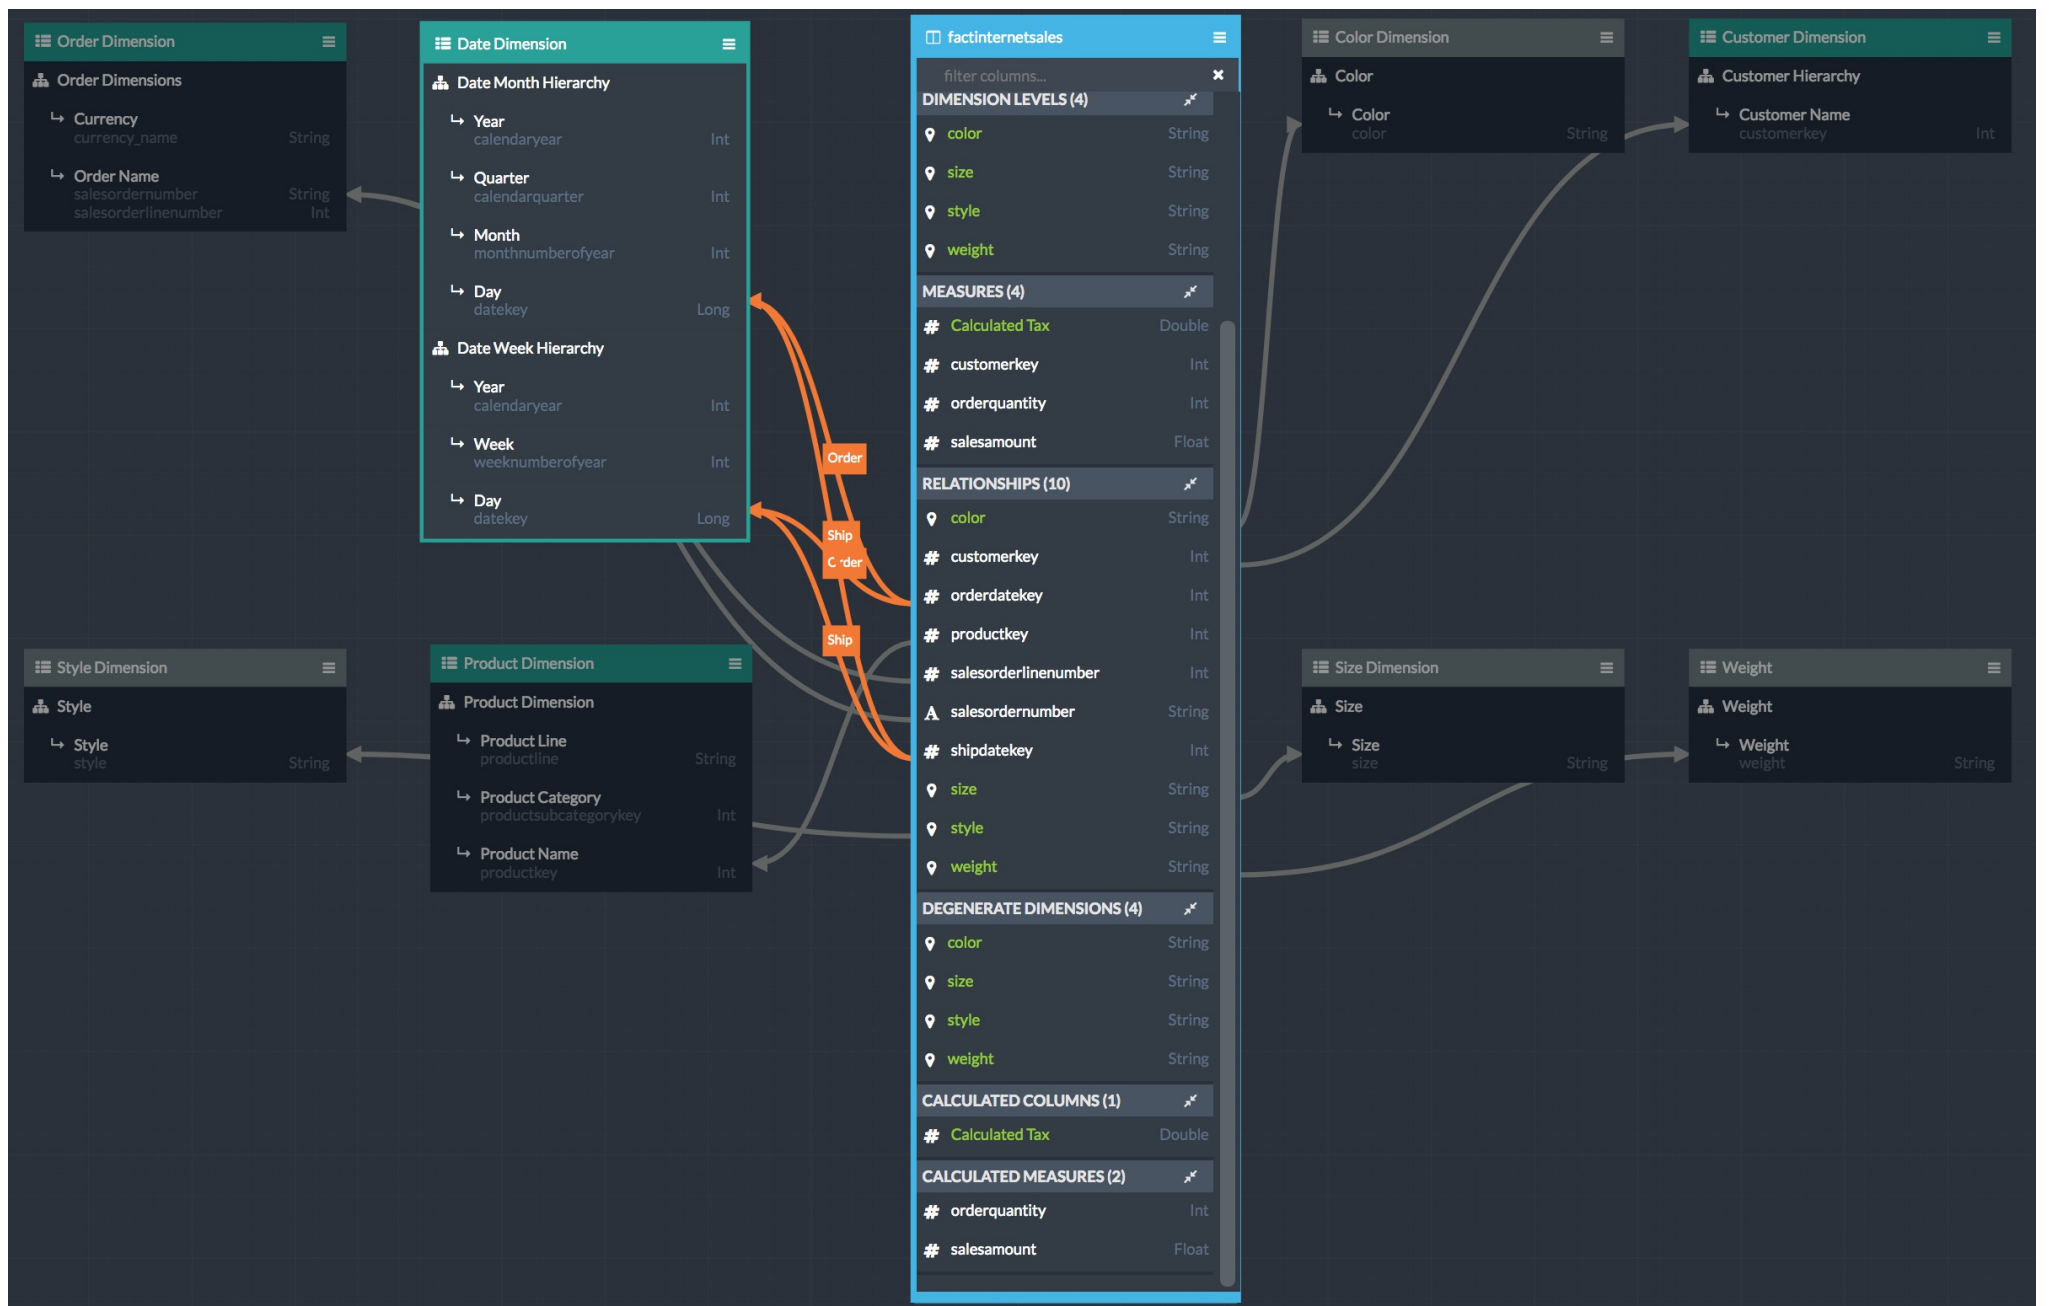 Order Dimension
Order Dimensions
Currency
currency_name String
Order Name
salesordernumber String
salesorderlinenumber Int
Date Dimension
Date Month Hierarchy
Year
calendaryear Int
Quarter
calendarquarter Int
Month
monthnumberofyear Int
Day
datekey Long
Date Week Hierarchy
Year
calendaryear Int
Week
weeknumberofyear Int
Day
datekey Long
Order
Ship
Order
Ship
factinternetsales
filter columns...
DIMENSION LEVELS (4)
color String
size String
style String
weight String
MEASURES (4)
Calculated Tax Double
customerkey Int
orderquantity Int
salesamount Float
RELATIONSHIPS (10)
color String
customerkey Int
orderdatekey Int
productkey Int
salesorderlinenumber Int
salesordernumber String
shipdatekey Int
size String
style String
weight String
DEGENERATE DIMENSIONS (4)
color String
size String
style String
weight String
CALCULATED COLUMNS (1)
Calculated Tax Double
CALCULATED MEASURES (2)
orderquantity Int
salesamount Float
Color Dimension
Color
Color
color String
Customer Dimension
Customer Hierarchy
Customer Name
customerkey Int
Style Dimension
Style
Style
style String
Product Dimension
Product Dimension
Product Line
productline String
Product Category
productsubcategorykey Int
Product Name
productkey Int
Size Dimension
Size
Size
size String
Weight
Weight
Weight
weight String